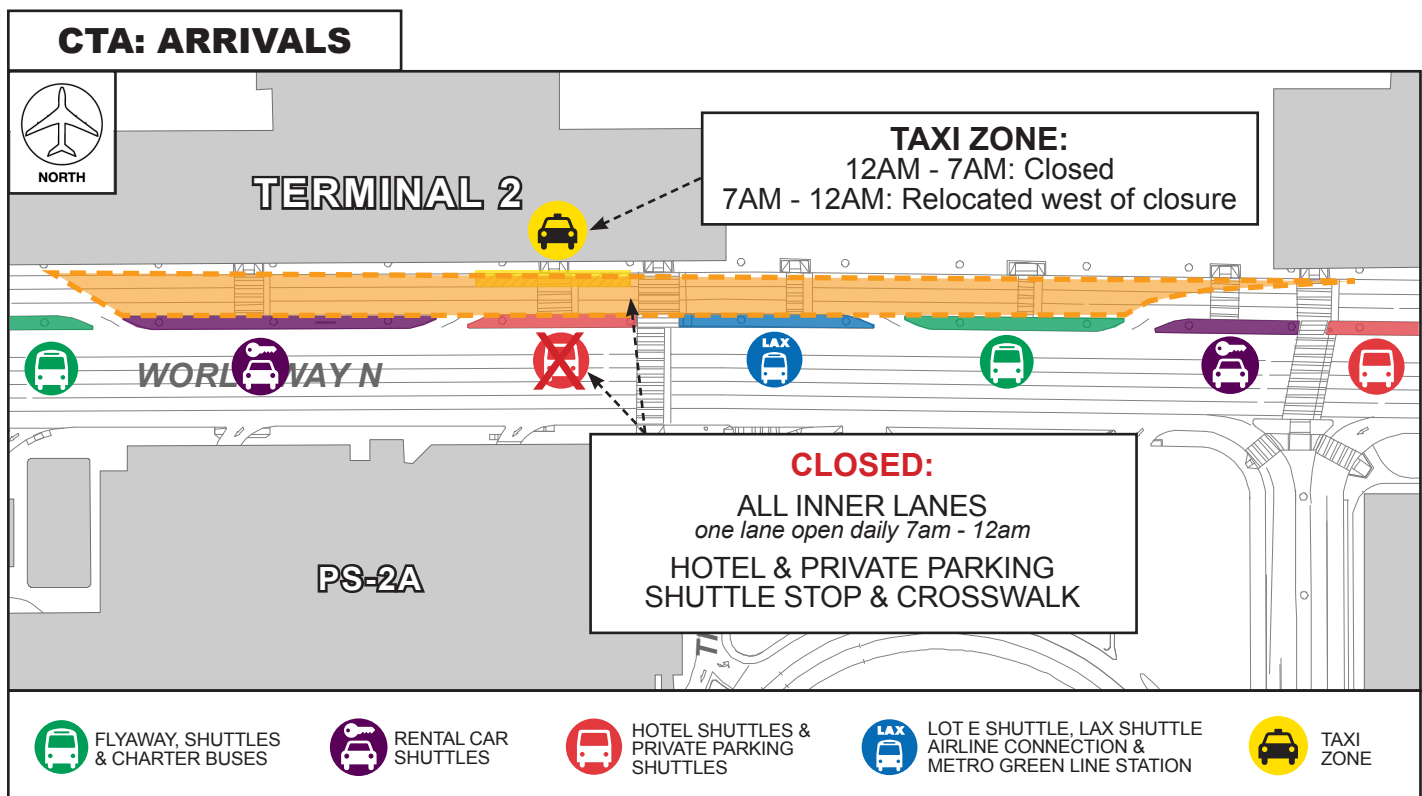 CTA: ARRIVALS
NORTH
TERMINAL 2
TAXI ZONE:
12AM - 7AM: Closed
7AM - 12AM: Relocated west of closure
LAX
WAY N
CLOSED:
ALL INNER LANES
one lane open daily 7am - 12am
HOTEL & PRIVATE PARKING
SHUTTLE STOP & CROSSWALK
PS-2A
FLYAWAY, SHUTTLES
& CHARTER BUSES
RENTAL CAR
SHUTTLES
HOTEL SHUTTLES &
PRIVATE PARKING
SHUTTLES
LAX
LOT E SHUTTLE, LAX SHUTTLE
AIRLINE CONNECTION &
METRO GREEN LINE STATION
TAXI
ZONE